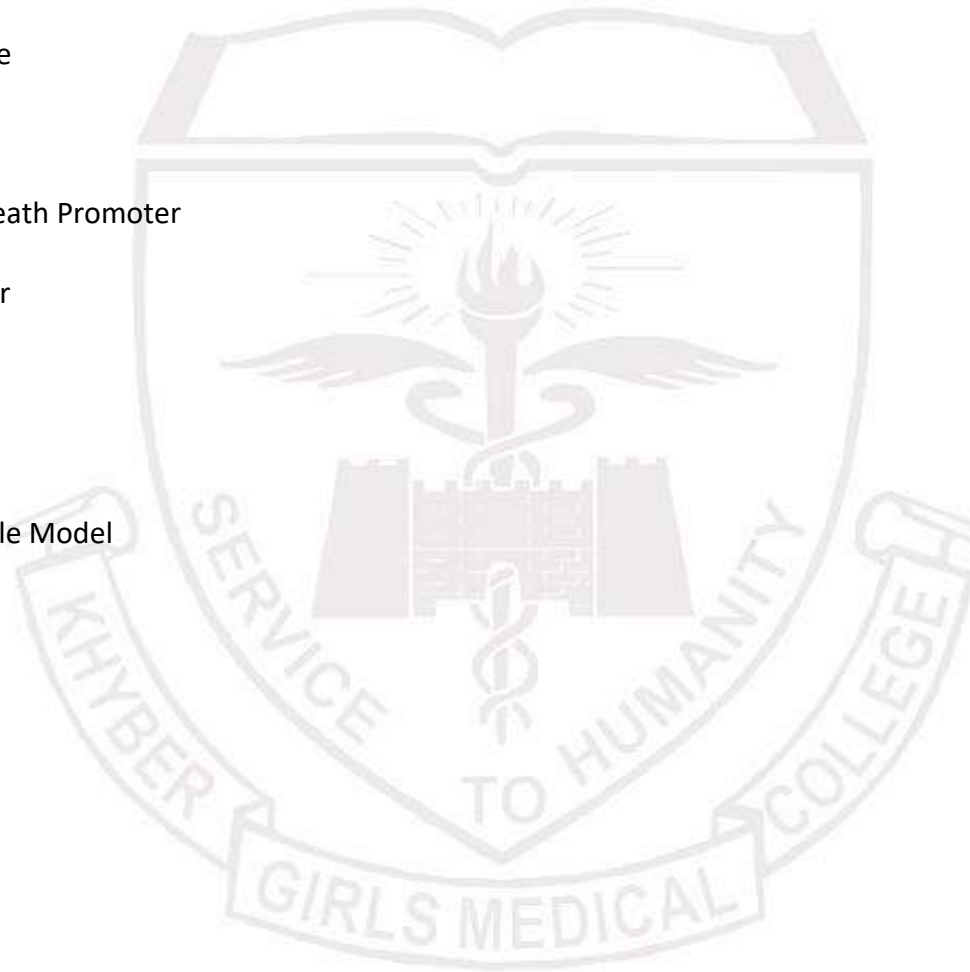 e
eath Promoter
r
le Model
SERVICE TO HUMANITY
KHYBER GIRLS MEDICAL COLLEGE